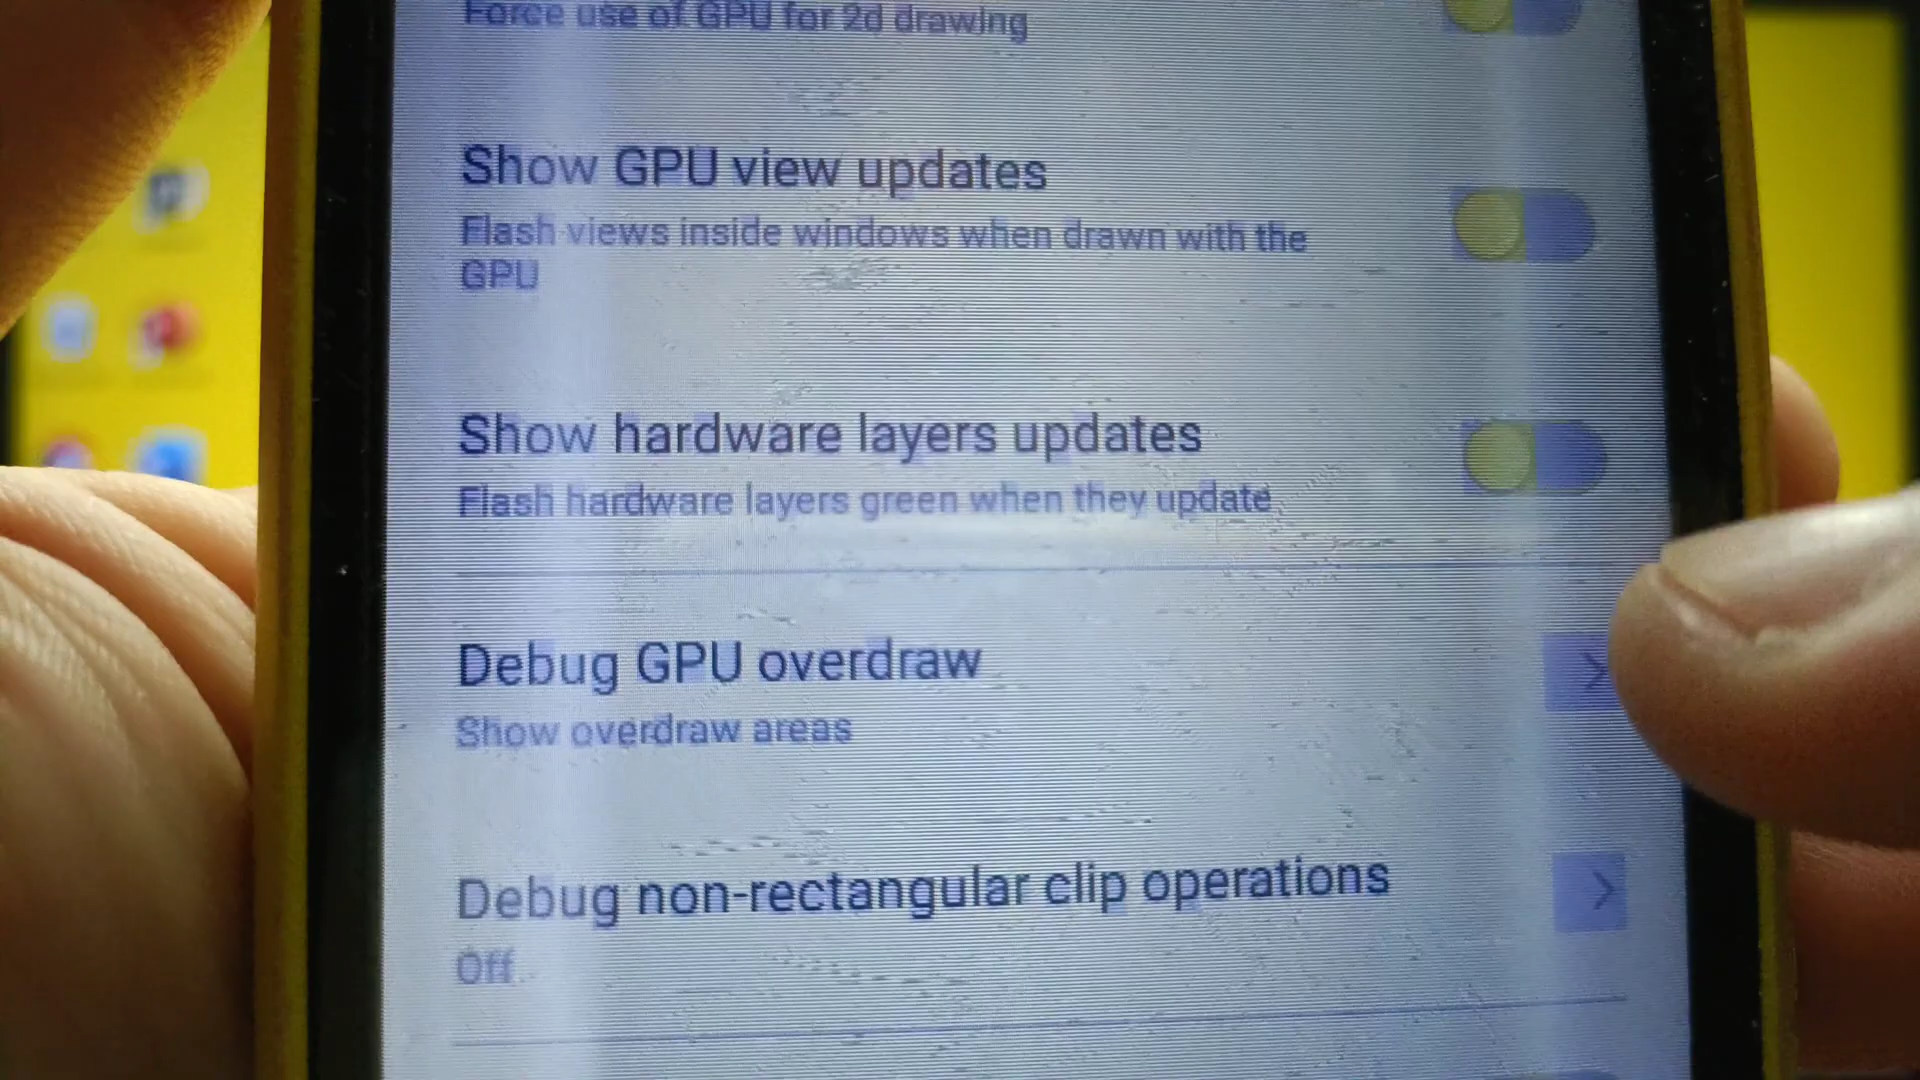 Force use of GPU for 2d drawing
Show GPU view updates
Flash views inside windows when drawn with the
GPU
Show hardware layers updates
Flash hardware layers green when they update
Debug GPU overdraw
Show overdraw areas
Debug non-rectangular clip operations
Off